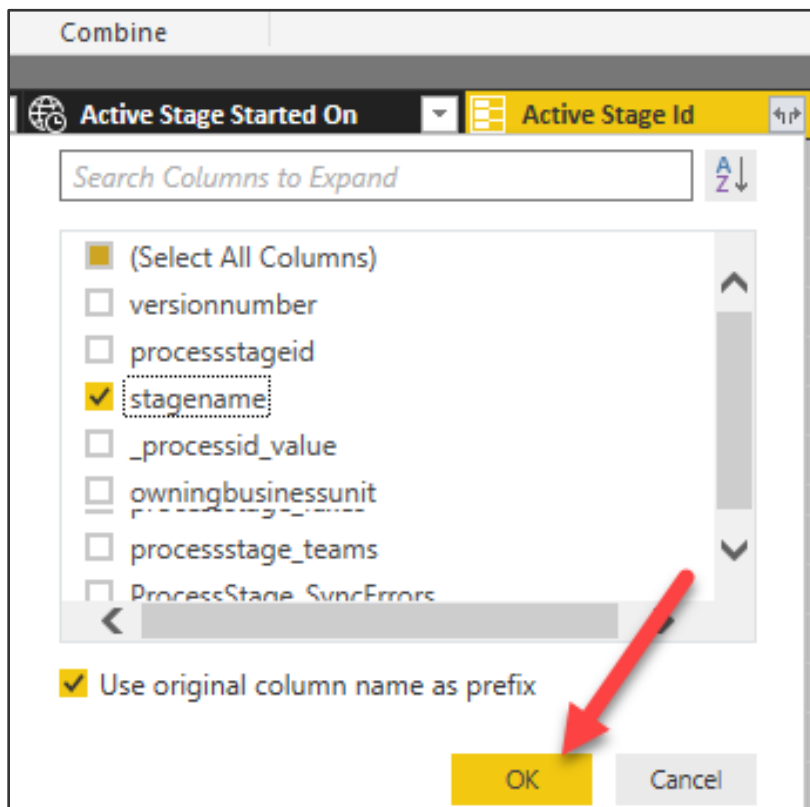 Combine
Active Stage Started On Active Stage Id
Search Columns to Expand
A
Z
(Select All Columns)
versionnumber
processstageid
stagename
_processid_value
owningbusinessunit
processstage_teams
ProcessStage_SyncErrors
Use original column name as prefix
OK Cancel